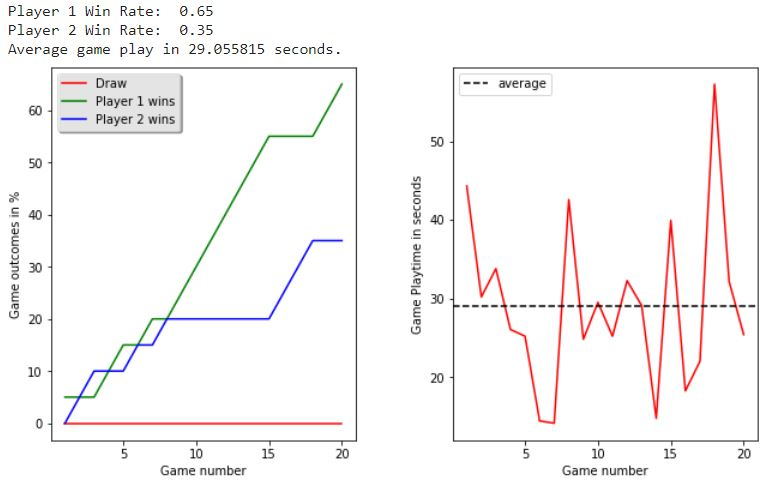 Player 1 Win Rate:  0.65
Player 2 Win Rate:  0.35
Average game play in 29.055815 seconds.
Draw
Player 1 wins
Player 2 wins
Game outcomes in %
60
50
40
30
20
10
0
5 10 15 20
Game number
average
Game Playtime in seconds
50
40
30
20
5 10 15 20
Game number